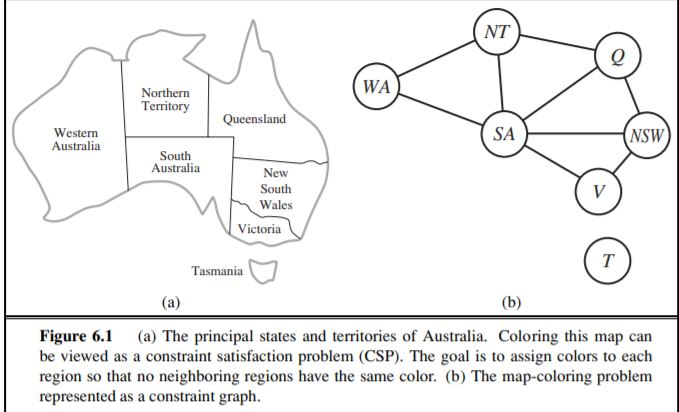 Northern
Territory
Western
Australia
Queensland
South
Australia
New
South
Wales
Victoria
Tasmania
(a)
NT
Q
WA
SA
NSW
V
T
(b)
Figure 6.1 (a) The principal states and territories of Australia. Coloring this map can
be viewed as a constraint satisfaction problem (CSP). The goal is to assign colors to each
region so that no neighboring regions have the same color. (b) The map-coloring problem
represented as a constraint graph.